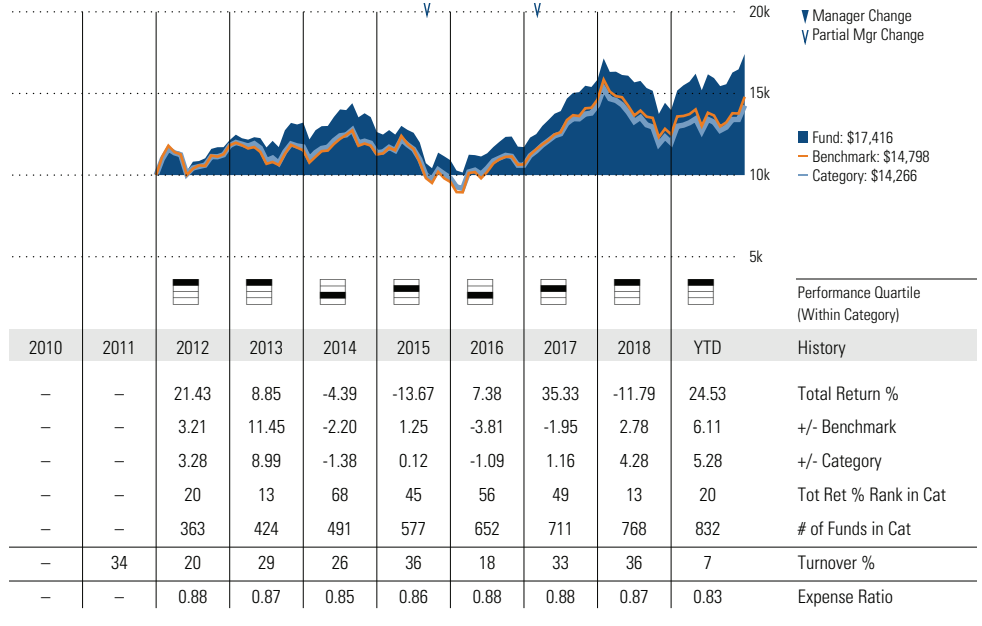 20k
▼ Manager Change
∨ Partial Mgr Change
15k
Fund: $17,416
Benchmark: $14,798
Category: $14,266
10k
5k
Performance Quartile
(Within Category)
2010 2011 2012 2013 2014 2015 2016 2017 2018 YTD History
– – 21.43 8.85 -4.39 -13.67 7.38 35.33 -11.79 24.53 Total Return %
– – 3.21 11.45 -2.20 1.25 -3.81 -1.95 2.78 6.11 +/- Benchmark
– – 3.28 8.99 -1.38 0.12 -1.09 1.16 4.28 5.28 +/- Category
– – 20 13 68 45 56 49 13 20 Tot Ret % Rank in Cat
– – 363 424 491 577 652 711 768 832 # of Funds in Cat
– 34 20 29 26 36 18 33 36 7 Turnover %
– – 0.88 0.87 0.85 0.86 0.88 0.88 0.87 0.83 Expense Ratio